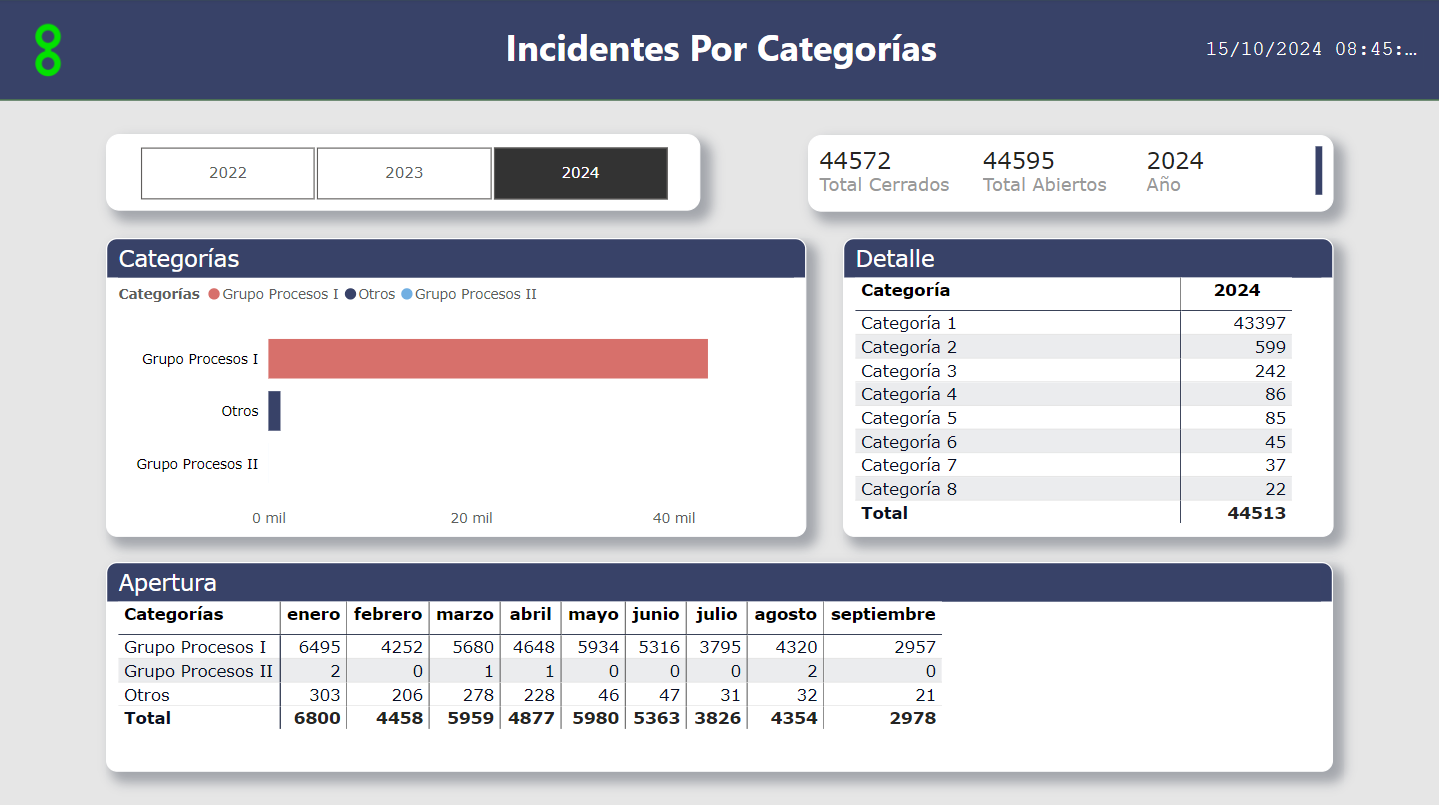 Incidentes Por Categorías
15/10/2024 08:45:…
2022 2023 2024
44572 44595 2024
Total Cerrados Total Abiertos Año
Categorías
Categorías Grupo Procesos I Otros Grupo Procesos II
Grupo Procesos I
Otros
Grupo Procesos II
0 mil 20 mil 40 mil
Detalle
Categoría 2024
Categoría 1 43397
Categoría 2 599
Categoría 3 242
Categoría 4 86
Categoría 5 85
Categoría 6 45
Categoría 7 37
Categoría 8 22
Total 44513
Apertura
Categorías enero febrero marzo abril mayo junio julio agosto septiembre
Grupo Procesos I 6495 4252 5680 4648 5934 5316 3795 4320 2957
Grupo Procesos II 2 0 1 1 0 0 0 2 0
Otros 303 206 278 228 46 47 31 32 21
Total 6800 4458 5959 4877 5980 5363 3826 4354 2978